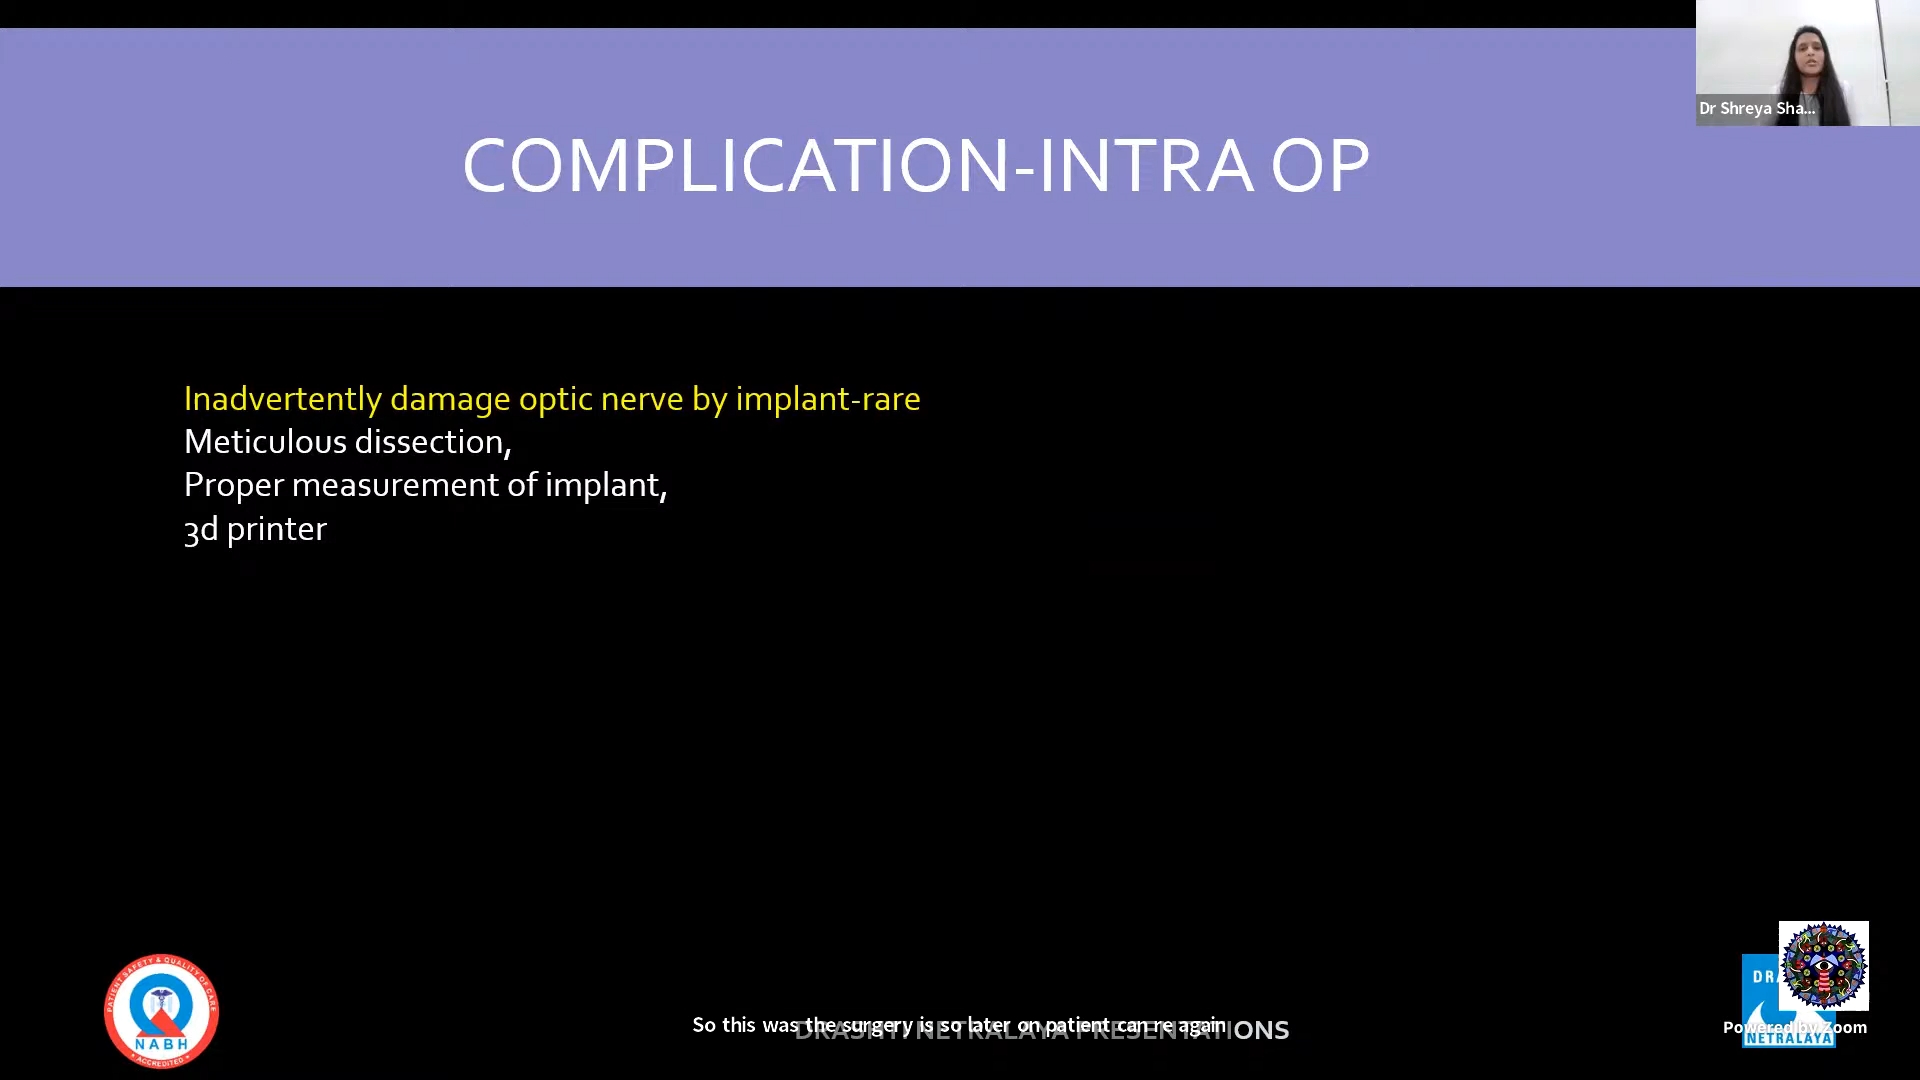 COMPLICATION-INTRA OP
Dr Shreya Sha...
Inadvertently damage optic nerve by implant-rare
Meticulous dissection,
Proper measurement of implant,
3d printer
PATIENT SAFETY & QUALITY OF CARE
NABH
ACCREDITED
So this was the surgery is so later on patient can re again
NETRALAYA PRESENTATIONS
DRA
NETRALAYA
Powered by Zoom